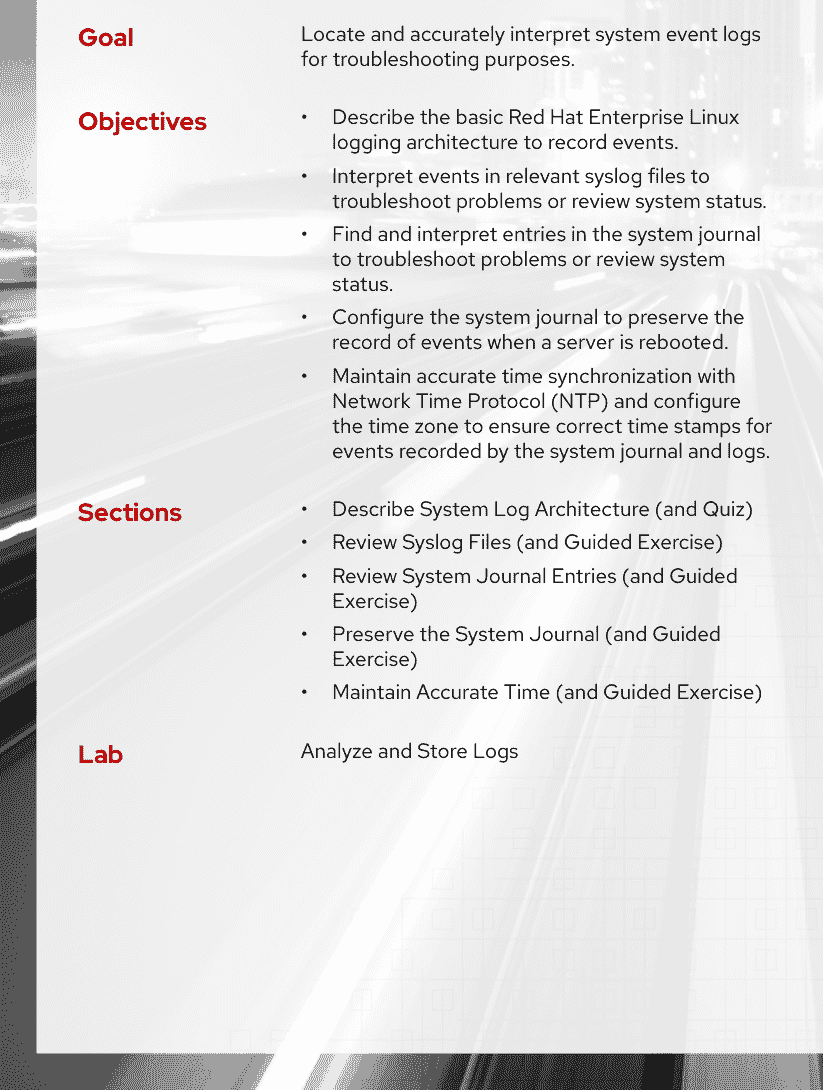 Goal
Locate and accurately interpret system event logs
for troubleshooting purposes.
Objectives
• Describe the basic Red Hat Enterprise Linux
logging architecture to record events.
• Interpret events in relevant syslog files to
troubleshoot problems or review system status.
• Find and interpret entries in the system journal
to troubleshoot problems or review system
status.
• Configure the system journal to preserve the
record of events when a server is rebooted.
• Maintain accurate time synchronization with
Network Time Protocol (NTP) and configure
the time zone to ensure correct time stamps for
events recorded by the system journal and logs.
Sections
• Describe System Log Architecture (and Quiz)
• Review Syslog Files (and Guided Exercise)
• Review System Journal Entries (and Guided
Exercise)
• Preserve the System Journal (and Guided
Exercise)
• Maintain Accurate Time (and Guided Exercise)
Lab
Analyze and Store Logs